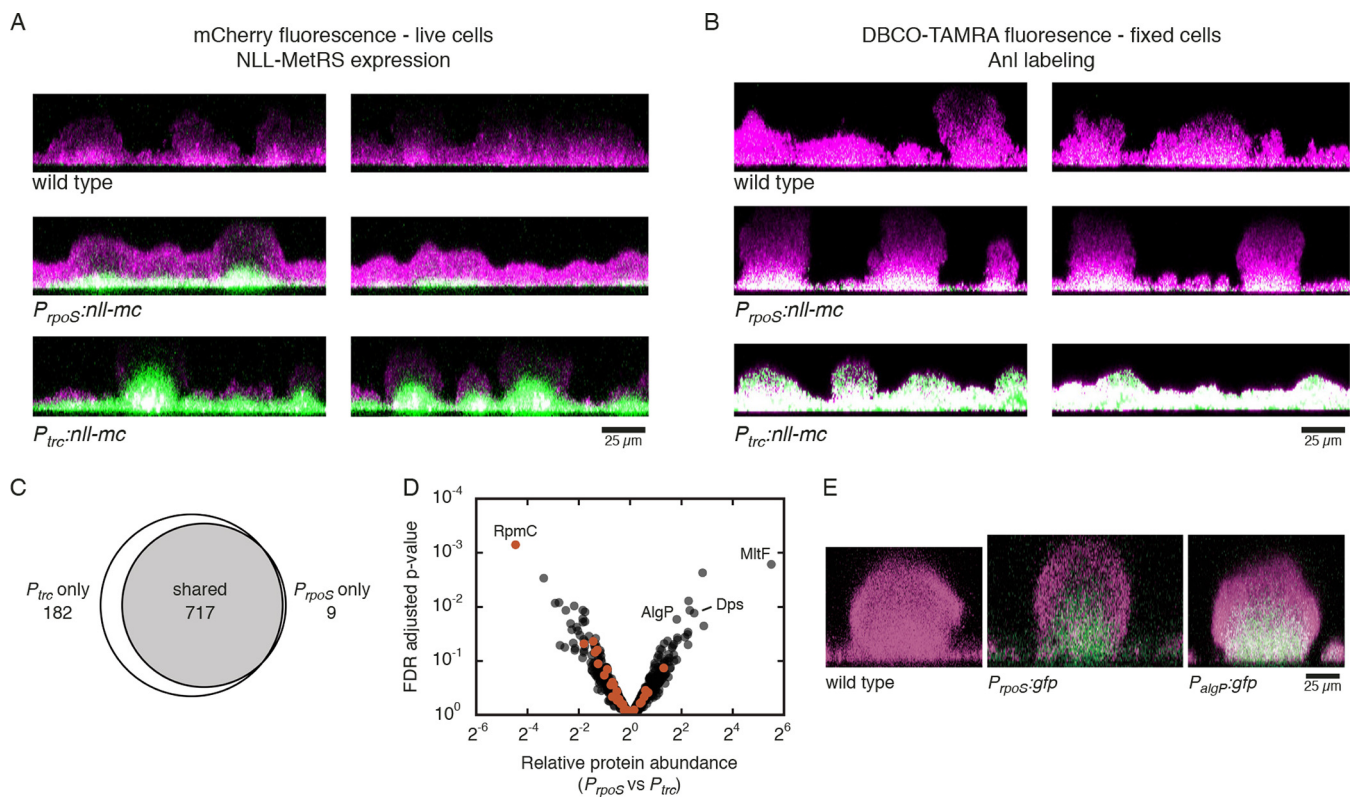 A
mCherry fluorescence - live cells
NLL-MetRS expression
wild type
PrpoS:nll-mc
Ptrc:nll-mc
25 µm
B
DBCO-TAMRA fluoresence - fixed cells
Anl labeling
wild type
PrpoS:nll-mc
Ptrc:nll-mc
25 µm
C
Ptrc only
182
shared
717
PrpoS only
9
D
FDR adjusted p-value
10-4
10-3
10-2
10-1
100
RpmC
MltF
AlgP
Dps
2-6 2-4 2-2 20 22 24 26
Relative protein abundance
(PrpoS vs Ptrc)
E
wild type
PrpoS:gfp
PalgP:gfp
25 µm